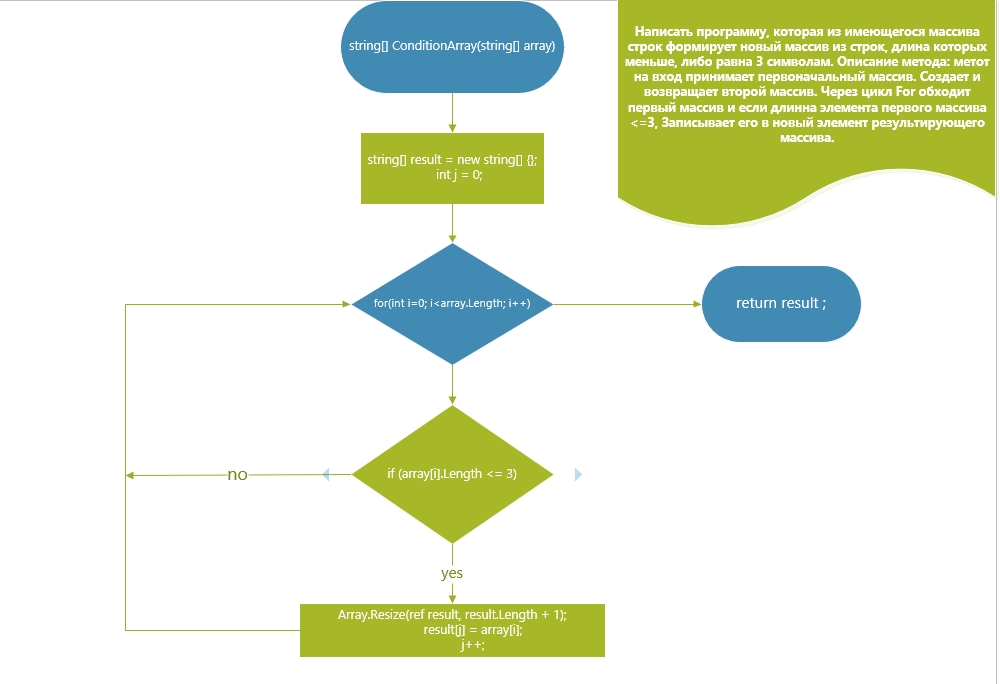 string[] ConditionArray(string[] array)
Написать программу, которая из имеющегося массива
строк формирует новый массив из строк, длина которых
меньше, либо равна 3 символам. Описание метода: метот
на вход принимает первоначальный массив. Создает и
возвращает второй массив. Через цикл For обходит
первый массив и если длинна элемента первого массива
<=3, Записывает его в новый элемент результирующего
массива.
string[] result = new string[] {};
int j = 0;
for(int i=0; i<array.Length; i++)
return result ;
if (array[i].Length <= 3)
no
yes
Array.Resize(ref result, result.Length + 1);
result[j] = array[i];
j++;